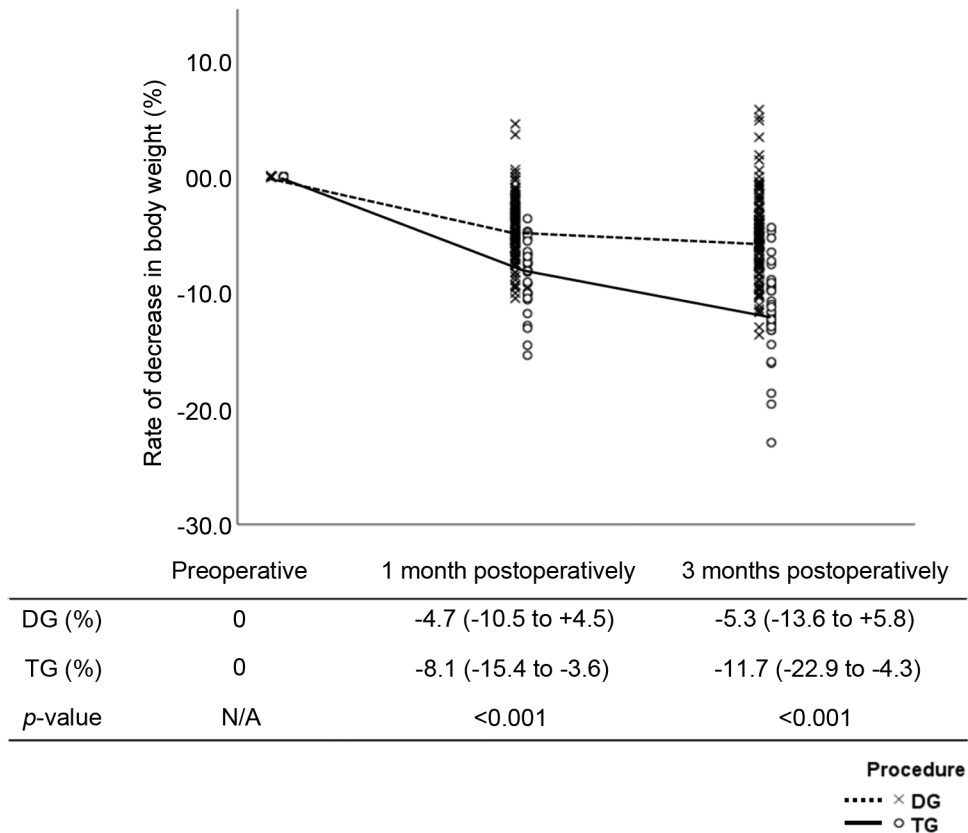 Rate of decrease in body weight (%)
10.0
00.0
-10.0
-20.0
-30.0
Preoperative 1 month postoperatively 3 months postoperatively
DG (%) 0 -4.7 (-10.5 to +4.5) -5.3 (-13.6 to +5.8)
TG (%) 0 -8.1 (-15.4 to -3.6) -11.7 (-22.9 to -4.3)
p-value N/A <0.001 <0.001
Procedure
DG
TG